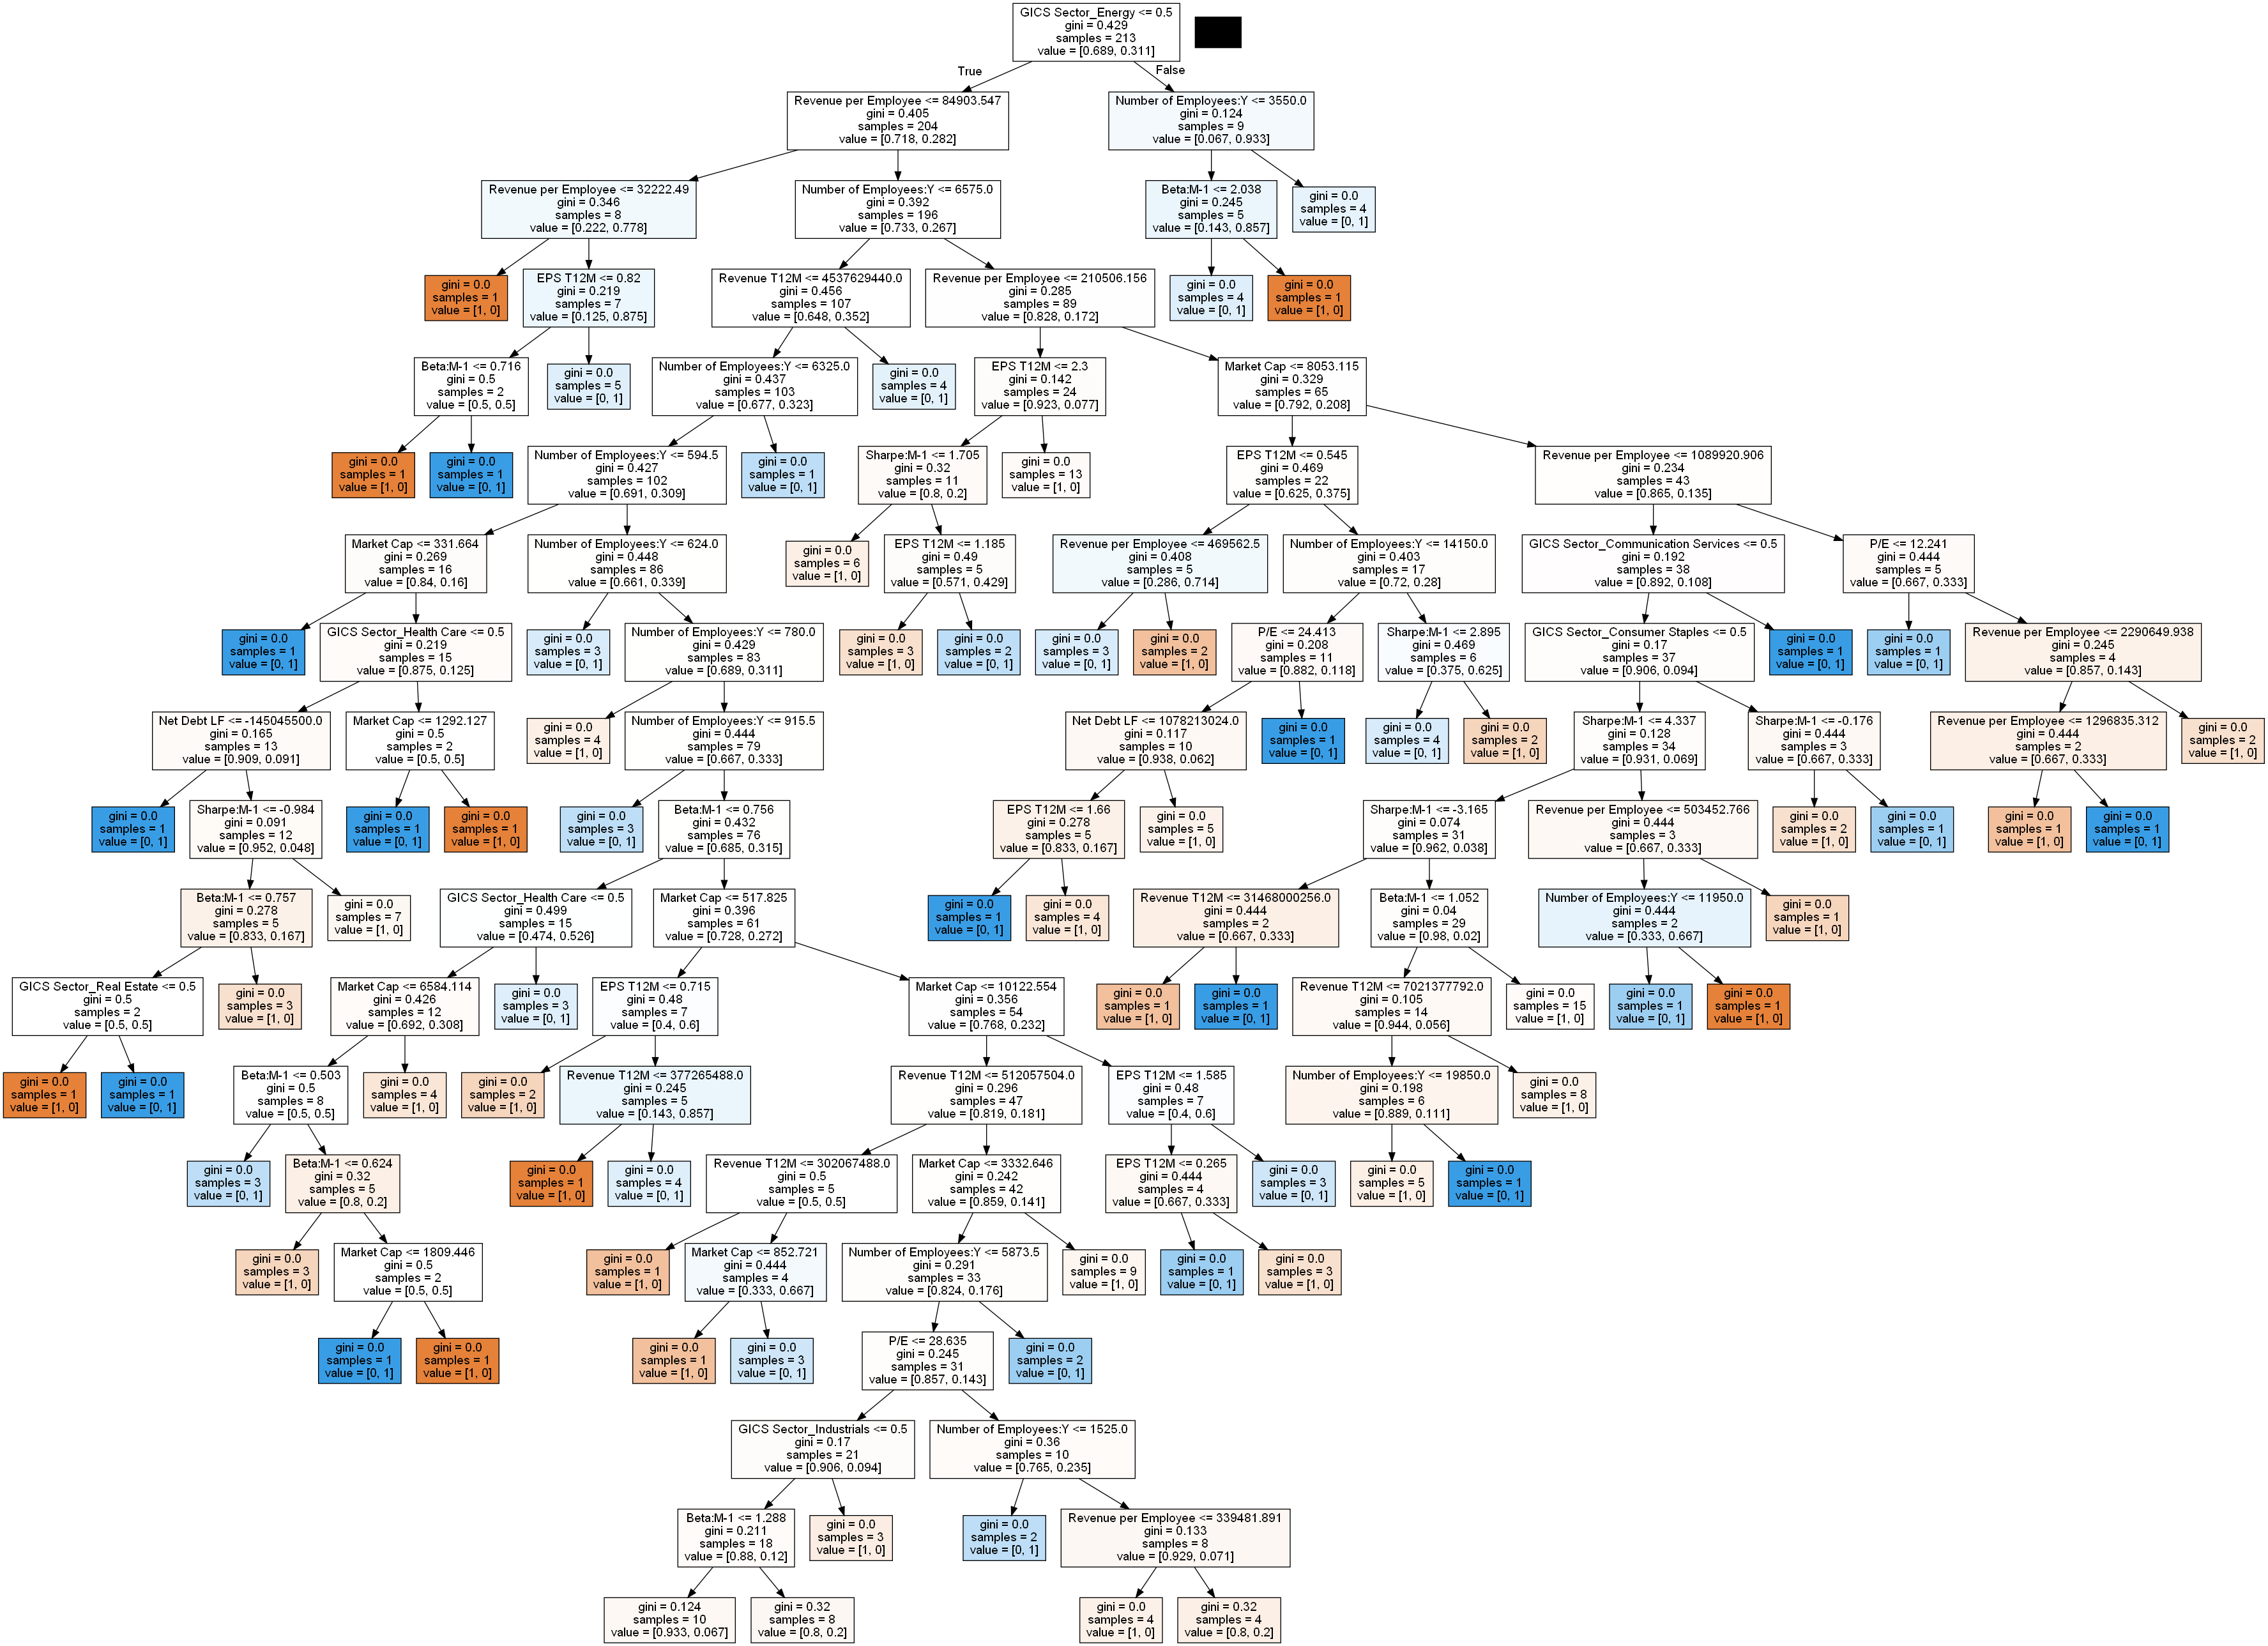 GICS Sector_Energy <= 0.5
gini = 0.429
samples = 213
value = [0.689, 0.311]
True
False
Revenue per Employee <= 84903.547
gini = 0.405
samples = 204
value = [0.718, 0.282]
Number of Employees:Y <= 3550.0
gini = 0.124
samples = 9
value = [0.067, 0.933]
Revenue per Employee <= 32222.49
gini = 0.346
samples = 8
value = [0.222, 0.778]
Number of Employees:Y <= 6575.0
gini = 0.392
samples = 196
value = [0.733, 0.267]
Beta:M-1 <= 2.038
gini = 0.245
samples = 5
value = [0.143, 0.857]
gini = 0.0
samples = 4
value = [0, 1]
gini = 0.0
samples = 1
value = [1, 0]
EPS T12M <= 0.82
gini = 0.219
samples = 7
value = [0.125, 0.875]
Revenue T12M <= 4537629440.0
gini = 0.456
samples = 107
value = [0.648, 0.352]
Revenue per Employee <= 210506.156
gini = 0.285
samples = 89
value = [0.828, 0.172]
gini = 0.0
samples = 4
value = [0, 1]
gini = 0.0
samples = 1
value = [1, 0]
Beta:M-1 <= 0.716
gini = 0.5
samples = 2
value = [0.5, 0.5]
gini = 0.0
samples = 5
value = [0, 1]
Number of Employees:Y <= 6325.0
gini = 0.437
samples = 103
value = [0.677, 0.323]
gini = 0.0
samples = 4
value = [0, 1]
EPS T12M <= 2.3
gini = 0.142
samples = 24
value = [0.923, 0.077]
Market Cap <= 8053.115
gini = 0.329
samples = 65
value = [0.792, 0.208]
gini = 0.0
samples = 1
value = [1, 0]
gini = 0.0
samples = 1
value = [0, 1]
Number of Employees:Y <= 594.5
gini = 0.427
samples = 102
value = [0.691, 0.309]
gini = 0.0
samples = 1
value = [0, 1]
Sharpe:M-1 <= 1.705
gini = 0.32
samples = 11
value = [0.8, 0.2]
gini = 0.0
samples = 13
value = [1, 0]
EPS T12M <= 0.545
gini = 0.469
samples = 22
value = [0.625, 0.375]
Revenue per Employee <= 1089920.906
gini = 0.234
samples = 43
value = [0.865, 0.135]
Market Cap <= 331.664
gini = 0.269
samples = 16
value = [0.84, 0.16]
Number of Employees:Y <= 624.0
gini = 0.448
samples = 86
value = [0.661, 0.339]
gini = 0.0
samples = 6
value = [1, 0]
EPS T12M <= 1.185
gini = 0.49
samples = 5
value = [0.571, 0.429]
Revenue per Employee <= 469562.5
gini = 0.408
samples = 5
value = [0.286, 0.714]
Number of Employees:Y <= 14150.0
gini = 0.403
samples = 17
value = [0.72, 0.28]
GICS Sector_Communication Services <= 0.5
gini = 0.192
samples = 38
value = [0.892, 0.108]
P/E <= 12.241
gini = 0.444
samples = 5
value = [0.667, 0.333]
gini = 0.0
samples = 1
value = [0, 1]
GICS Sector_Health Care <= 0.5
gini = 0.219
samples = 15
value = [0.875, 0.125]
gini = 0.0
samples = 3
value = [0, 1]
Number of Employees:Y <= 780.0
gini = 0.429
samples = 83
value = [0.689, 0.311]
gini = 0.0
samples = 3
value = [1, 0]
gini = 0.0
samples = 2
value = [0, 1]
gini = 0.0
samples = 3
value = [0, 1]
gini = 0.0
samples = 2
value = [1, 0]
P/E <= 24.413
gini = 0.208
samples = 11
value = [0.882, 0.118]
Sharpe:M-1 <= 2.895
gini = 0.469
samples = 6
value = [0.375, 0.625]
GICS Sector_Consumer Staples <= 0.5
gini = 0.17
samples = 37
value = [0.906, 0.094]
gini = 0.0
samples = 1
value = [0, 1]
gini = 0.0
samples = 1
value = [0, 1]
Revenue per Employee <= 2290649.938
gini = 0.245
samples = 4
value = [0.857, 0.143]
Net Debt LF <= -145045500.0
gini = 0.165
samples = 13
value = [0.909, 0.091]
Market Cap <= 1292.127
gini = 0.5
samples = 2
value = [0.5, 0.5]
gini = 0.0
samples = 4
value = [1, 0]
Number of Employees:Y <= 915.5
gini = 0.444
samples = 79
value = [0.667, 0.333]
Net Debt LF <= 1078213024.0
gini = 0.117
samples = 10
value = [0.938, 0.062]
gini = 0.0
samples = 1
value = [0, 1]
gini = 0.0
samples = 4
value = [0, 1]
gini = 0.0
samples = 2
value = [1, 0]
Sharpe:M-1 <= 4.337
gini = 0.128
samples = 34
value = [0.931, 0.069]
Sharpe:M-1 <= -0.176
gini = 0.444
samples = 3
value = [0.667, 0.333]
Revenue per Employee <= 1296835.312
gini = 0.444
samples = 2
value = [0.667, 0.333]
gini = 0.0
samples = 2
value = [1, 0]
gini = 0.0
samples = 1
value = [0, 1]
Sharpe:M-1 <= -0.984
gini = 0.091
samples = 12
value = [0.952, 0.048]
gini = 0.0
samples = 1
value = [0, 1]
gini = 0.0
samples = 1
value = [1, 0]
gini = 0.0
samples = 3
value = [0, 1]
Beta:M-1 <= 0.756
gini = 0.432
samples = 76
value = [0.685, 0.315]
EPS T12M <= 1.66
gini = 0.278
samples = 5
value = [0.833, 0.167]
gini = 0.0
samples = 5
value = [1, 0]
Sharpe:M-1 <= -3.165
gini = 0.074
samples = 31
value = [0.962, 0.038]
Revenue per Employee <= 503452.766
gini = 0.444
samples = 3
value = [0.667, 0.333]
gini = 0.0
samples = 2
value = [1, 0]
gini = 0.0
samples = 1
value = [0, 1]
gini = 0.0
samples = 1
value = [1, 0]
gini = 0.0
samples = 1
value = [0, 1]
Beta:M-1 <= 0.757
gini = 0.278
samples = 5
value = [0.833, 0.167]
gini = 0.0
samples = 7
value = [1, 0]
GICS Sector_Health Care <= 0.5
gini = 0.499
samples = 15
value = [0.474, 0.526]
Market Cap <= 517.825
gini = 0.396
samples = 61
value = [0.728, 0.272]
gini = 0.0
samples = 1
value = [0, 1]
gini = 0.0
samples = 4
value = [1, 0]
Revenue T12M <= 31468000256.0
gini = 0.444
samples = 2
value = [0.667, 0.333]
Beta:M-1 <= 1.052
gini = 0.04
samples = 29
value = [0.98, 0.02]
Number of Employees:Y <= 11950.0
gini = 0.444
samples = 2
value = [0.333, 0.667]
gini = 0.0
samples = 1
value = [1, 0]
GICS Sector_Real Estate <= 0.5
gini = 0.5
samples = 2
value = [0.5, 0.5]
gini = 0.0
samples = 3
value = [1, 0]
Market Cap <= 6584.114
gini = 0.426
samples = 12
value = [0.692, 0.308]
gini = 0.0
samples = 3
value = [0, 1]
EPS T12M <= 0.715
gini = 0.48
samples = 7
value = [0.4, 0.6]
Market Cap <= 10122.554
gini = 0.356
samples = 54
value = [0.768, 0.232]
gini = 0.0
samples = 1
value = [1, 0]
gini = 0.0
samples = 1
value = [0, 1]
Revenue T12M <= 7021377792.0
gini = 0.105
samples = 14
value = [0.944, 0.056]
gini = 0.0
samples = 15
value = [1, 0]
gini = 0.0
samples = 1
value = [0, 1]
gini = 0.0
samples = 1
value = [1, 0]
gini = 0.0
samples = 1
value = [1, 0]
gini = 0.0
samples = 1
value = [0, 1]
Beta:M-1 <= 0.503
gini = 0.5
samples = 8
value = [0.5, 0.5]
gini = 0.0
samples = 4
value = [1, 0]
gini = 0.0
samples = 2
value = [1, 0]
Revenue T12M <= 377265488.0
gini = 0.245
samples = 5
value = [0.143, 0.857]
Revenue T12M <= 512057504.0
gini = 0.296
samples = 47
value = [0.819, 0.181]
EPS T12M <= 1.585
gini = 0.48
samples = 7
value = [0.4, 0.6]
Number of Employees:Y <= 19850.0
gini = 0.198
samples = 6
value = [0.889, 0.111]
gini = 0.0
samples = 8
value = [1, 0]
gini = 0.0
samples = 3
value = [0, 1]
Beta:M-1 <= 0.624
gini = 0.32
samples = 5
value = [0.8, 0.2]
gini = 0.0
samples = 1
value = [1, 0]
gini = 0.0
samples = 4
value = [0, 1]
Revenue T12M <= 302067488.0
gini = 0.5
samples = 5
value = [0.5, 0.5]
Market Cap <= 3332.646
gini = 0.242
samples = 42
value = [0.859, 0.141]
EPS T12M <= 0.265
gini = 0.444
samples = 4
value = [0.667, 0.333]
gini = 0.0
samples = 3
value = [0, 1]
gini = 0.0
samples = 5
value = [1, 0]
gini = 0.0
samples = 1
value = [0, 1]
gini = 0.0
samples = 3
value = [1, 0]
Market Cap <= 1809.446
gini = 0.5
samples = 2
value = [0.5, 0.5]
gini = 0.0
samples = 1
value = [1, 0]
Market Cap <= 852.721
gini = 0.444
samples = 4
value = [0.333, 0.667]
Number of Employees:Y <= 5873.5
gini = 0.291
samples = 33
value = [0.824, 0.176]
gini = 0.0
samples = 9
value = [1, 0]
gini = 0.0
samples = 1
value = [0, 1]
gini = 0.0
samples = 3
value = [1, 0]
gini = 0.0
samples = 1
value = [0, 1]
gini = 0.0
samples = 1
value = [1, 0]
gini = 0.0
samples = 1
value = [1, 0]
gini = 0.0
samples = 3
value = [0, 1]
P/E <= 28.635
gini = 0.245
samples = 31
value = [0.857, 0.143]
gini = 0.0
samples = 2
value = [0, 1]
GICS Sector_Industrials <= 0.5
gini = 0.17
samples = 21
value = [0.906, 0.094]
Number of Employees:Y <= 1525.0
gini = 0.36
samples = 10
value = [0.765, 0.235]
Beta:M-1 <= 1.288
gini = 0.211
samples = 18
value = [0.88, 0.12]
gini = 0.0
samples = 3
value = [1, 0]
gini = 0.0
samples = 2
value = [0, 1]
Revenue per Employee <= 339481.891
gini = 0.133
samples = 8
value = [0.929, 0.071]
gini = 0.124
samples = 10
value = [0.933, 0.067]
gini = 0.32
samples = 8
value = [0.8, 0.2]
gini = 0.0
samples = 4
value = [1, 0]
gini = 0.32
samples = 4
value = [0.8, 0.2]